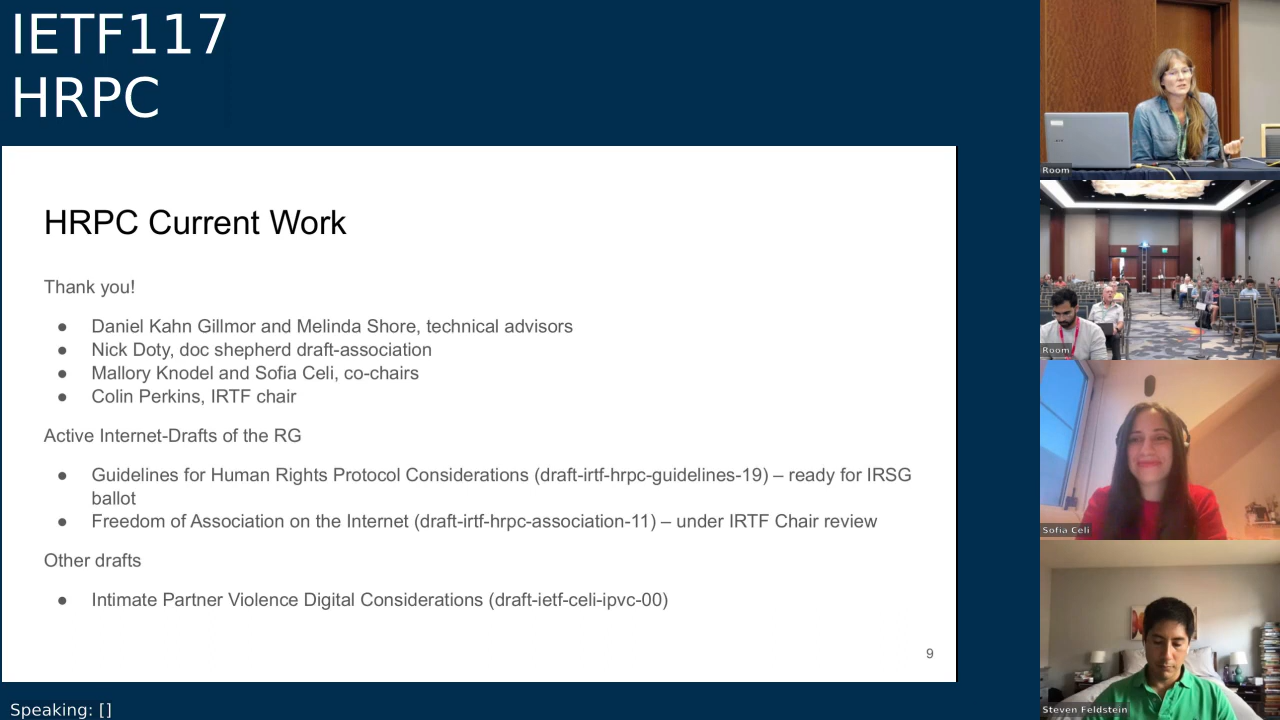 IETF117
HRPC
HRPC Current Work
Thank you!
● Daniel Kahn Gillmor and Melinda Shore, technical advisors
● Nick Doty, doc shepherd draft-association
● Mallory Knodel and Sofia Celi, co-chairs
● Colin Perkins, IRTF chair
Active Internet-Drafts of the RG
● Guidelines for Human Rights Protocol Considerations (draft-irtf-hrpc-guidelines-19) – ready for IRSG
ballot
● Freedom of Association on the Internet (draft-irtf-hrpc-association-11) – under IRTF Chair review
Other drafts
● Intimate Partner Violence Digital Considerations (draft-ietf-celi-ipvc-00)
9
Speaking: []
Room
Room
Sofia Celi
Steven Feldstein